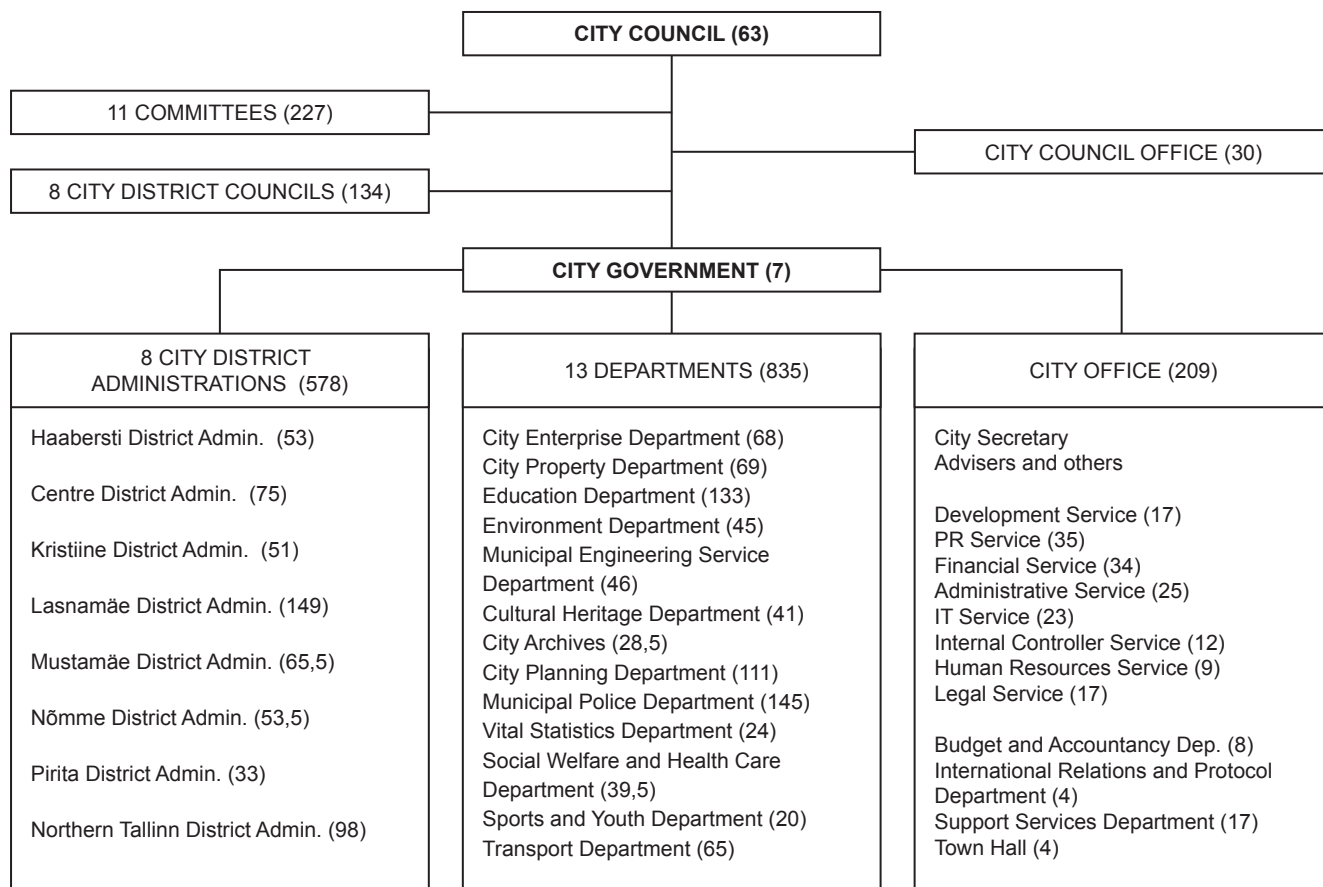 CITY COUNCIL (63)
11 COMMITTEES (227)
CITY COUNCIL OFFICE (30)
8 CITY DISTRICT COUNCILS (134)
CITY GOVERNMENT (7)
8 CITY DISTRICT
ADMINISTRATIONS (578)
Haabersti District Admin. (53)
Centre District Admin. (75)
Kristiine District Admin. (51)
Lasnamäe District Admin. (149)
Mustamäe District Admin. (65,5)
Nõmme District Admin. (53,5)
Pirita District Admin. (33)
Northern Tallinn District Admin. (98)
13 DEPARTMENTS (835)
City Enterprise Department (68)
City Property Department (69)
Education Department (133)
Environment Department (45)
Municipal Engineering Service
Department (46)
Cultural Heritage Department (41)
City Archives (28,5)
City Planning Department (111)
Municipal Police Department (145)
Vital Statistics Department (24)
Social Welfare and Health Care
Department (39,5)
Sports and Youth Department (20)
Transport Department (65)
CITY OFFICE (209)
City Secretary
Advisers and others
Development Service (17)
PR Service (35)
Financial Service (34)
Administrative Service (25)
IT Service (23)
Internal Controller Service (12)
Human Resources Service (9)
Legal Service (17)
Budget and Accountancy Dep. (8)
International Relations and Protocol
Department (4)
Support Services Department (17)
Town Hall (4)